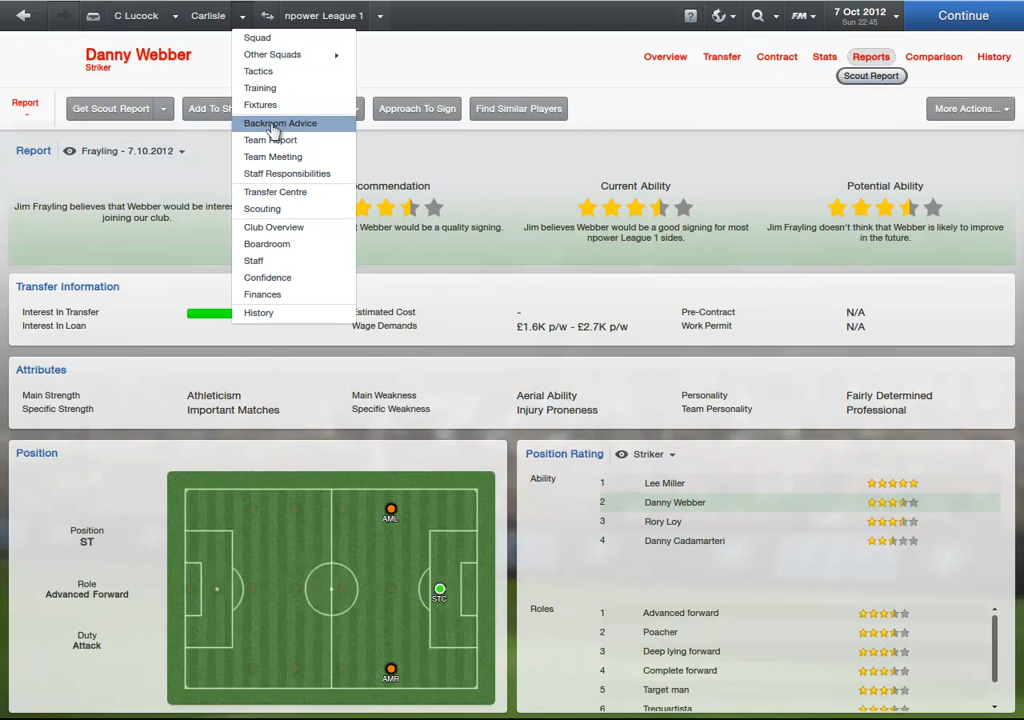 C Lucock
Carlisle
npower League 1
?
FM
7 Oct 2012
Sun 22:45
Continue
Danny Webber
Striker
Overview
Transfer
Contract
Stats
Reports
Comparison
History
Scout Report
Squad
Other Squads
Tactics
Training
Fixtures
Backroom Advice
Team Report
Team Meeting
Staff Responsibilities
Transfer Centre
Scouting
Club Overview
Boardroom
Staff
Confidence
Finances
History
Report
-
Get Scout Report
Add To Sh
Approach To Sign
Find Similar Players
More Actions...
Report
Frayling - 7.10.2012
Jim Frayling believes that Webber would be intere
joining our club.
commendation
t Webber would be a quality signing.
Current Ability
Jim believes Webber would be a good signing for most
npower League 1 sides.
Potential Ability
Jim Frayling doesn't think that Webber is likely to improve
in the future.
Transfer Information
Interest In Transfer
Interest In Loan
Estimated Cost
-
Wage Demands
£1.6K p/w - £2.7K p/w
Pre-Contract
N/A
Work Permit
N/A
Attributes
Main Strength
Athleticism
Specific Strength
Important Matches
Main Weakness
Aerial Ability
Specific Weakness
Injury Proneness
Personality
Fairly Determined
Team Personality
Professional
Position
Position
ST
Role
Advanced Forward
Duty
Attack
AML
STC
AMR
Position Rating
Striker
Ability
1 Lee Miller
2 Danny Webber
3 Rory Loy
4 Danny Cadamarteri
Roles
1 Advanced forward
2 Poacher
3 Deep lying forward
4 Complete forward
5 Target man
6 Trequartista